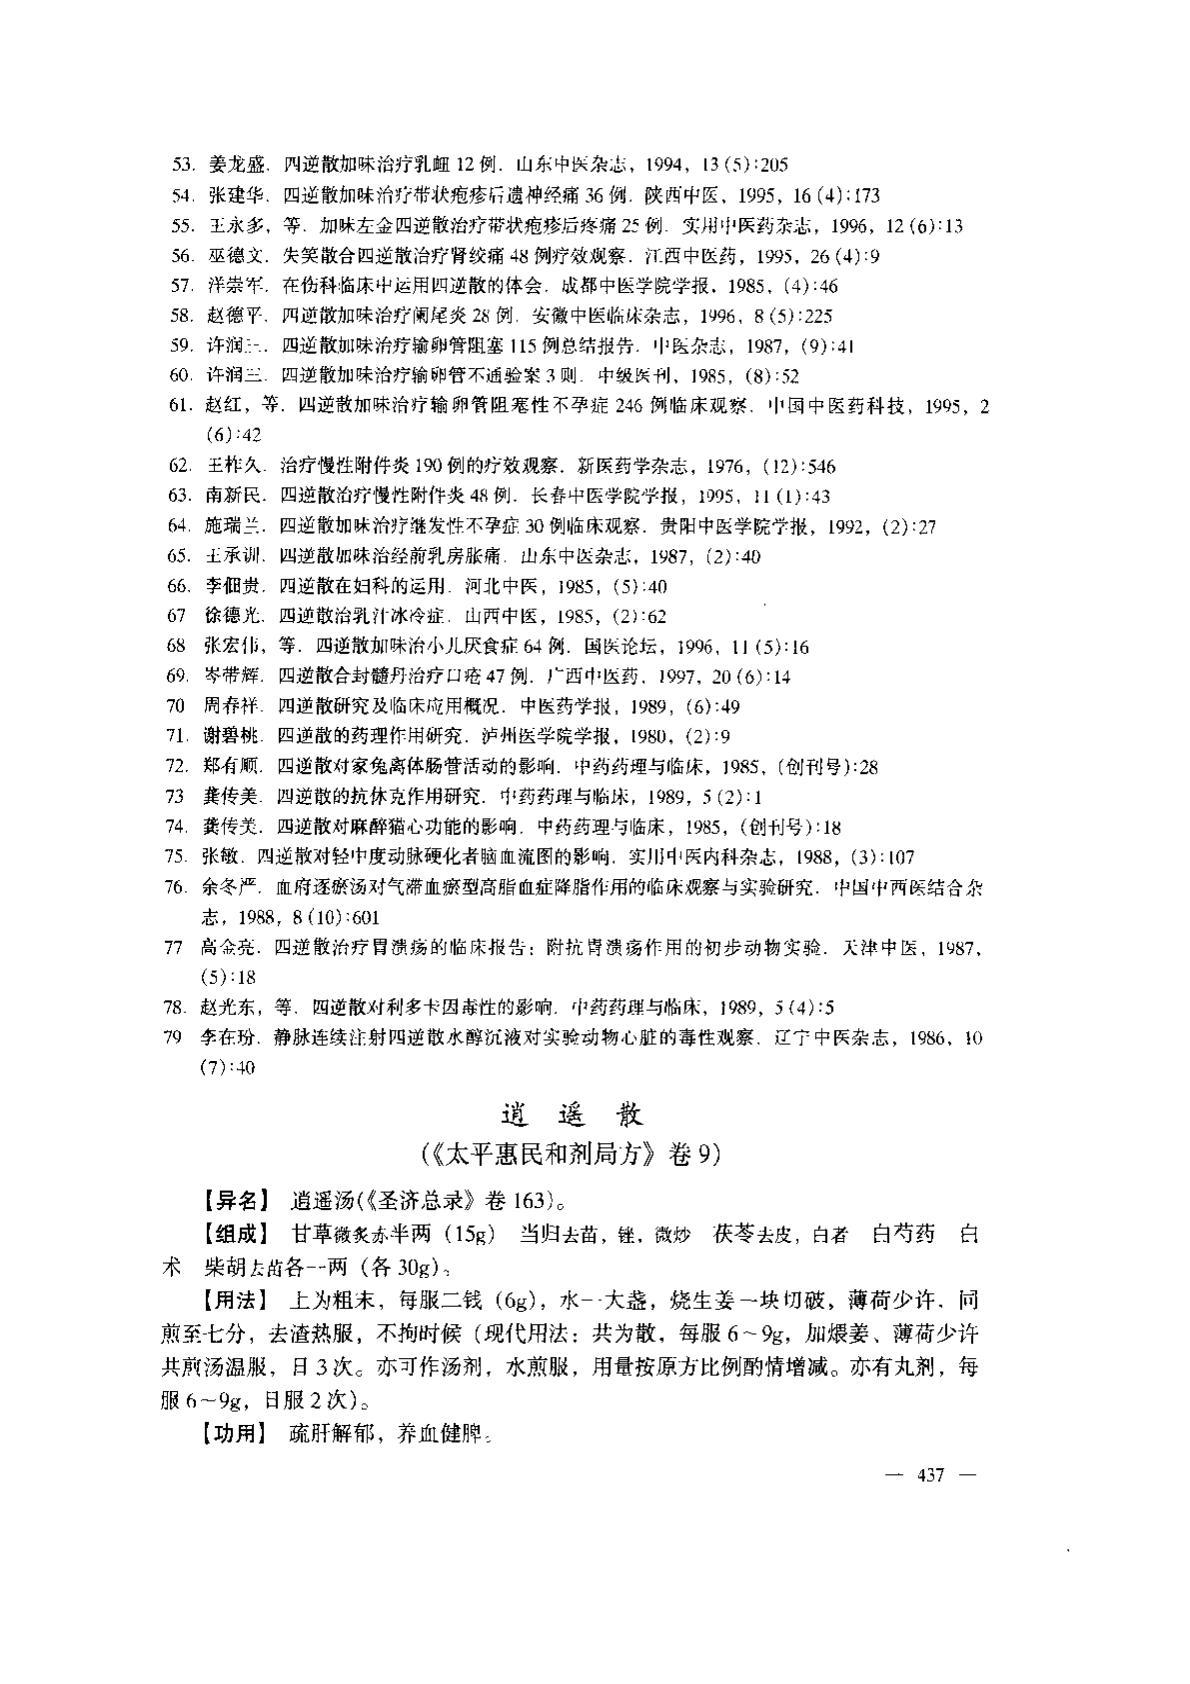 53. 姜龙盛. 四逆散加味治疗乳衄 12 例. 山东中医杂志, 1994, 13 (5):205
54. 张建华. 四逆散加味治疗带状疱疹后遗神经痛 36 例. 陕西中医, 1995, 16 (4):173
55. 王永多, 等. 加味左金四逆散治疗带状疱疹后疼痛 25 例. 实用中医药杂志, 1996, 12 (6):13
56. 巫德文. 失笑散合四逆散治疗肾绞痛 48 例疗效观察. 江西中医药, 1995, 26 (4):9
57. 洋崇军. 在伤科临床中运用四逆散的体会. 成都中医学院学报. 1985, (4):46
58. 赵德平. 四逆散加味治疗阑尾炎 28 例. 安徽中医临床杂志, 1996, 8 (5):225
59. 许润三. 四逆散加味治疗输卵管阻塞 115 例总结报告. 中医杂志, 1987, (9):41
60. 许润三. 四逆散加味治疗输卵管不通验案 3 则. 中级医刊, 1985, (8):52
61. 赵红, 等. 四逆散加味治疗输卵管阻塞性不孕症 246 例临床观察. 中国中医药科技, 1995, 2
(6):42
62. 王柞久. 治疗慢性附件炎 190 例的疗效观察. 新医药学杂志, 1976, (12):546
63. 南新民. 四逆散治疗慢性附件炎 48 例. 长春中医学院学报, 1995, 11 (1):43
64. 施瑞兰. 四逆散加味治疗继发性不孕症 30 例临床观察. 贵阳中医学院学报, 1992, (2):27
65. 王承训. 四逆散加味治经前乳房胀痛. 山东中医杂志, 1987, (2):40
66. 李佃贵. 四逆散在妇科的运用. 河北中医, 1985, (5):40
67 徐德光. 四逆散治乳汁冰冷症. 山西中医, 1985, (2):62
68 张宏伟, 等. 四逆散加味治小儿厌食症 64 例. 国医论坛, 1996, 11 (5):16
69. 岑带辉. 四逆散合封髓丹治疗口疮 47 例. 广西中医药, 1997, 20 (6):14
70 周春祥. 四逆散研究及临床应用概况. 中医药学报, 1989, (6):49
71. 谢碧桃. 四逆散的药理作用研究. 泸州医学院学报, 1980, (2):9
72. 郑有顺. 四逆散对家兔离体肠管活动的影响. 中药药理与临床, 1985, (创刊号):28
73 龚传美. 四逆散的抗休克作用研究. 中药药理与临床, 1989, 5 (2):1
74. 龚传美. 四逆散对麻醉猫心功能的影响. 中药药理与临床, 1985, (创刊号):18
75. 张敏. 四逆散对轻中度动脉硬化者脑血流图的影响. 实用中医内科杂志, 1988, (3):107
76. 余冬严. 血府逐瘀汤对气滞血瘀型高脂血症降脂作用的临床观察与实验研究. 中国中西医结合杂
志, 1988, 8 (10):601
77 高金亮. 四逆散治疗胃溃疡的临床报告: 附抗胃溃疡作用的初步动物实验. 天津中医, 1987,
(5):18
78. 赵光东, 等. 四逆散对利多卡因毒性的影响. 中药药理与临床, 1989, 5 (4):5
79 李在玢. 静脉连续注射四逆散水醇沉液对实验动物心脏的毒性观察. 辽宁中医杂志, 1986, 10
(7):40
逍 遥 散
(《太平惠民和剂局方》卷 9)
【异名】 逍遥汤(《圣济总录》卷 163)。
【组成】 甘草微炙赤半两 (15g) 当归去苗, 锉, 微炒 茯苓去皮, 白者 白芍药 白
术 柴胡去苗各一两 (各 30g)。
【用法】 上为粗末, 每服二钱 (6g), 水一大盏, 烧生姜一块切破, 薄荷少许, 同
煎至七分, 去渣热服, 不拘时候 (现代用法: 共为散, 每服 6～9g, 加煨姜、薄荷少许
共煎汤温服, 日 3 次。亦可作汤剂, 水煎服, 用量按原方比例酌情增减。亦有丸剂, 每
服 6～9g, 日服 2 次)。
【功用】 疏肝解郁, 养血健脾。
— 437 —